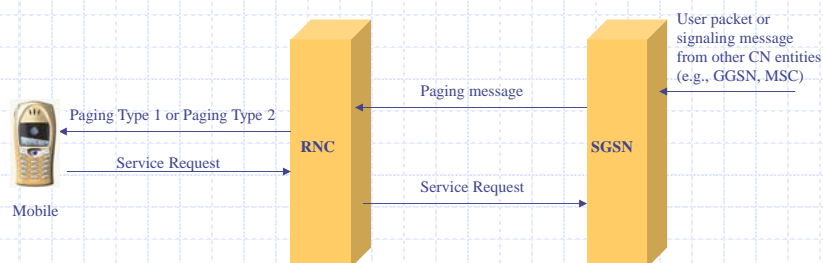 User packet or
signaling message
from other CN entities
(e.g., GGSN, MSC)
Paging message
Paging Type 1 or Paging Type 2
RNC
SGSN
Service Request
Service Request
Mobile